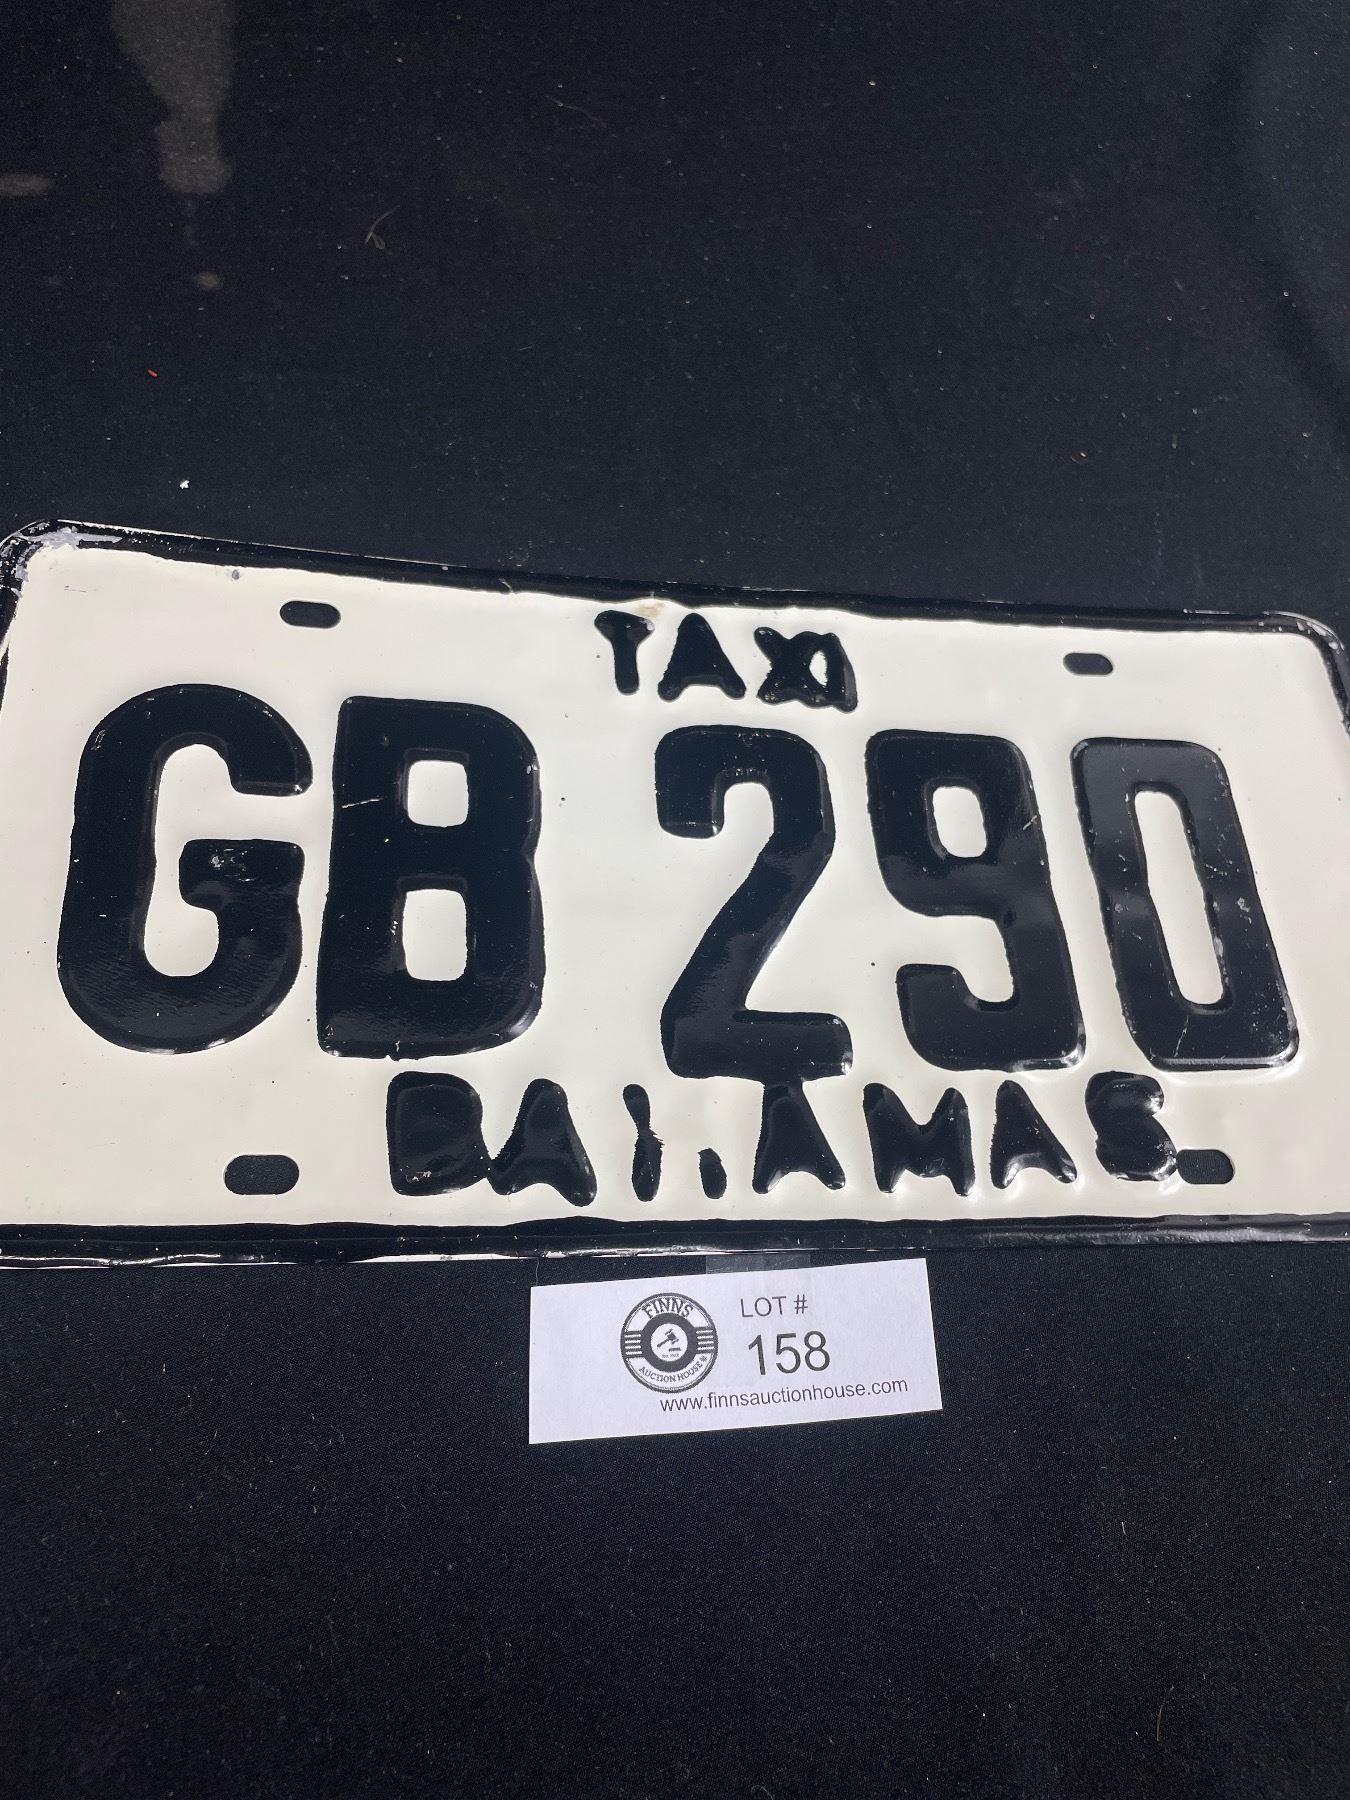 TAXI
GB 290
BAHAMAS
FINNS
AUCTION HOUSE
LOT #
158
www.finnsauctionhouse.com